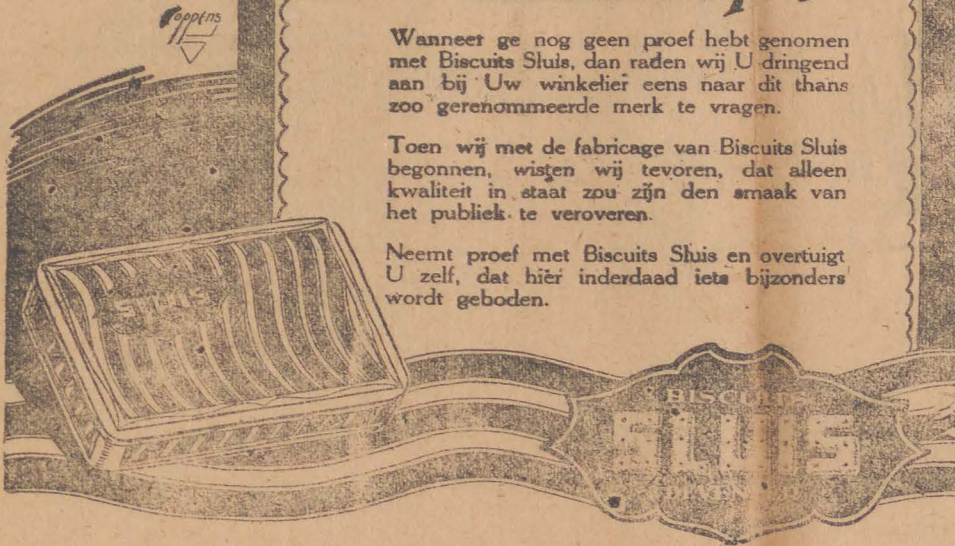 Wanneer ge nog geen proef hebt genomen
met Biscuits Sluis, dan raden wij U dringend
aan bij Uw winkelier eens naar dit thans
zoo gerenommeerde merk te vragen.
Toen wij met de fabricage van Biscuits Sluis
begonnen, wisten wij tevoren, dat alleen
kwaliteit in staat zou zijn den smaak van
het publiek te veroveren.
Neemt proef met Biscuits Sluis en overtuigt
U zelf, dat hier inderdaad iets bijzonders
wordt geboden.
SLUIS
BISCUITS
SLUIS